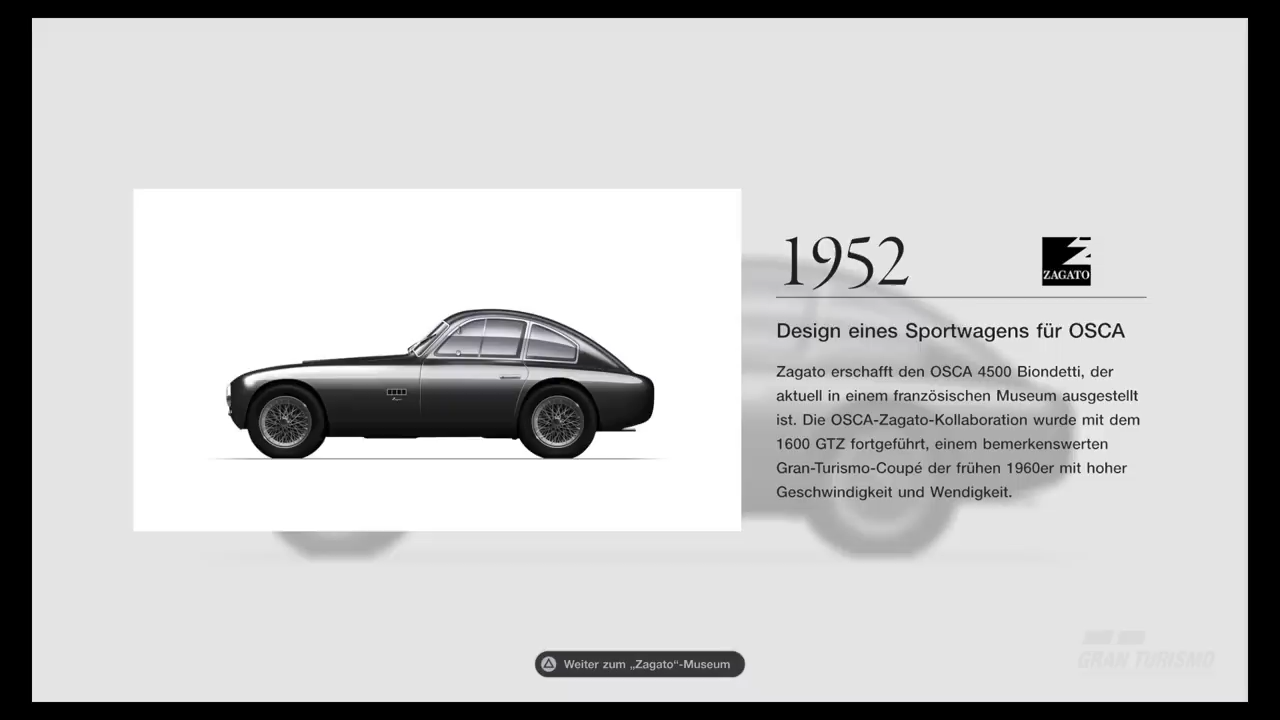 1952
ZAGATO
Design eines Sportwagens für OSCA
Zagato erschafft den OSCA 4500 Biondetti, der
aktuell in einem französischen Museum ausgestellt
ist. Die OSCA-Zagato-Kollaboration wurde mit dem
1600 GTZ fortgeführt, einem bemerkenswerten
Gran-Turismo-Coupé der frühen 1960er mit hoher
Geschwindigkeit und Wendigkeit.
GRAN TURISMO
Weiter zum „Zagato“-Museum